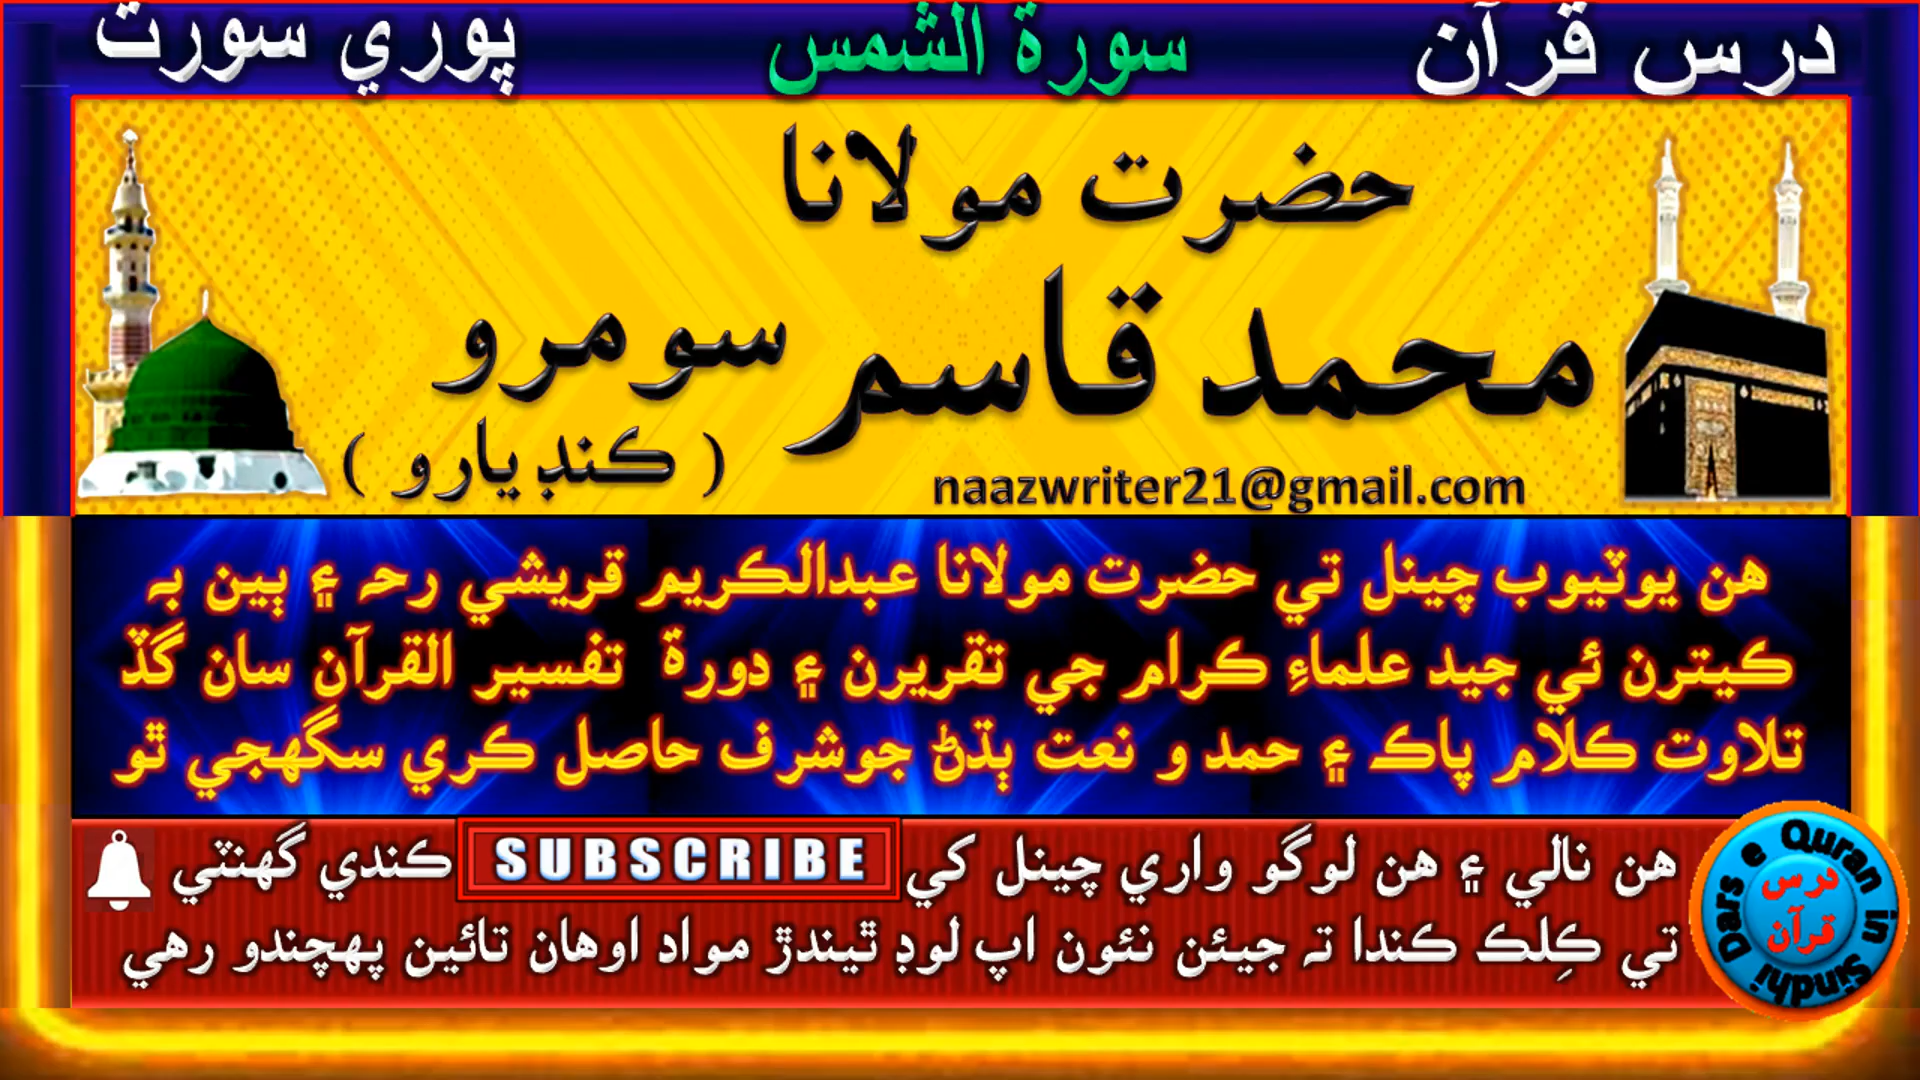 درس قرآن
سورة الشمس
پوري سورت
حضرت مولانا
محمد قاسم سومرو
( ڪنڊيارو )
naazwriter21@gmail.com
هن يوٽيوب چينل تي حضرت مولانا عبدالڪريم قريشي رحہ ۽ ٻين بہ
ڪيترن ئي جيد علماءِ ڪرام جي تقريرن ۽ دورة تفسير القرآن سان گڏ
تلاوت ڪلام پاڪ ۽ حمد و نعت ٻڌڻ جوشرف حاصل ڪري سگهجي ٿو
هن نالي ۽ هن لوگو واري چينل کي SUBSCRIBE ڪندي گهنٽي
تي ڪِلڪ ڪندا تہ جيئن نئون اپ لوڊ ٿيندڙ مواد اوهان تائين پهچندو رهي
Dars e Quran in Sindhi
درس
قرآن